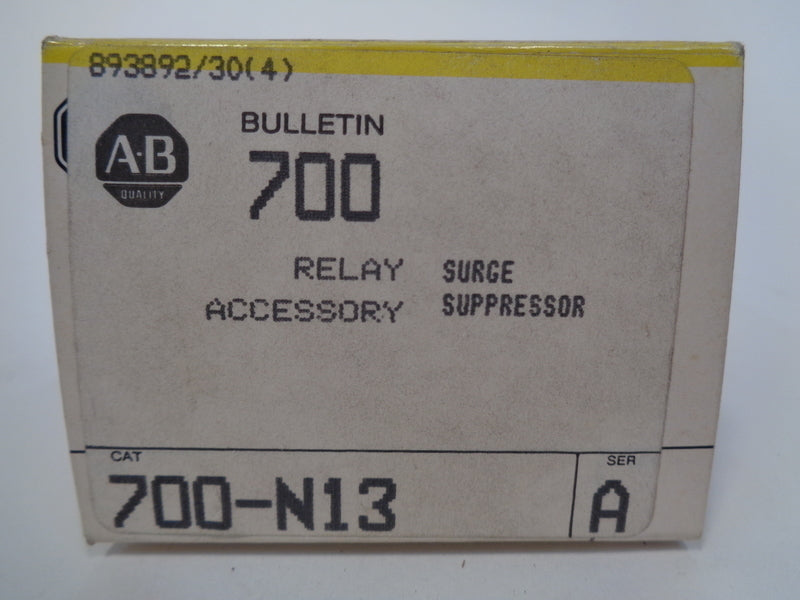 893892/30(4)
A·B
QUALITY
BULLETIN
700
RELAY SURGE
ACCESSORY SUPPRESSOR
CAT SER
700-N13 A